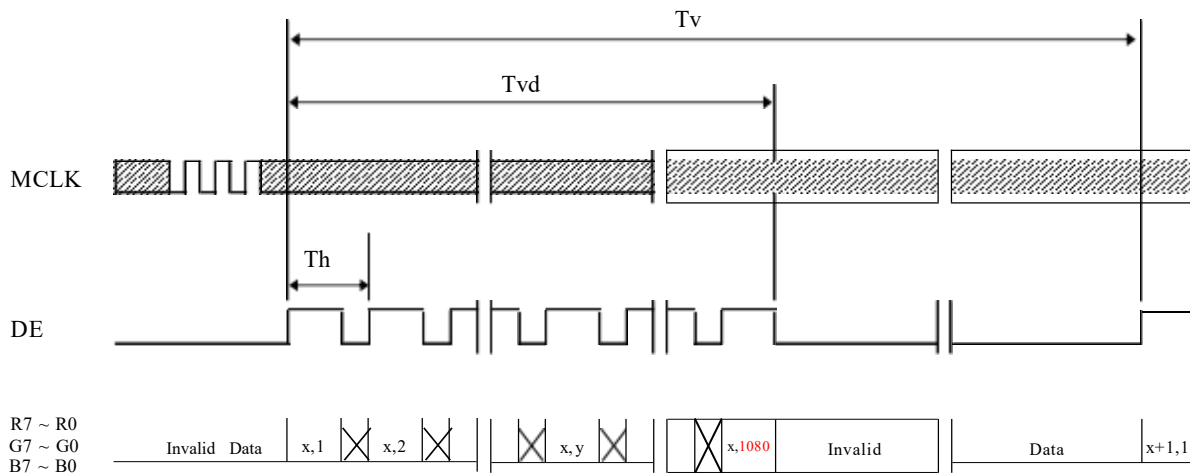 Tv
Tvd
MCLK
Th
DE
R7 ~ R0
G7 ~ G0
B7 ~ B0
Invalid Data
x,1
x,2
x,y
x,1080
Invalid
Data
x+1,1